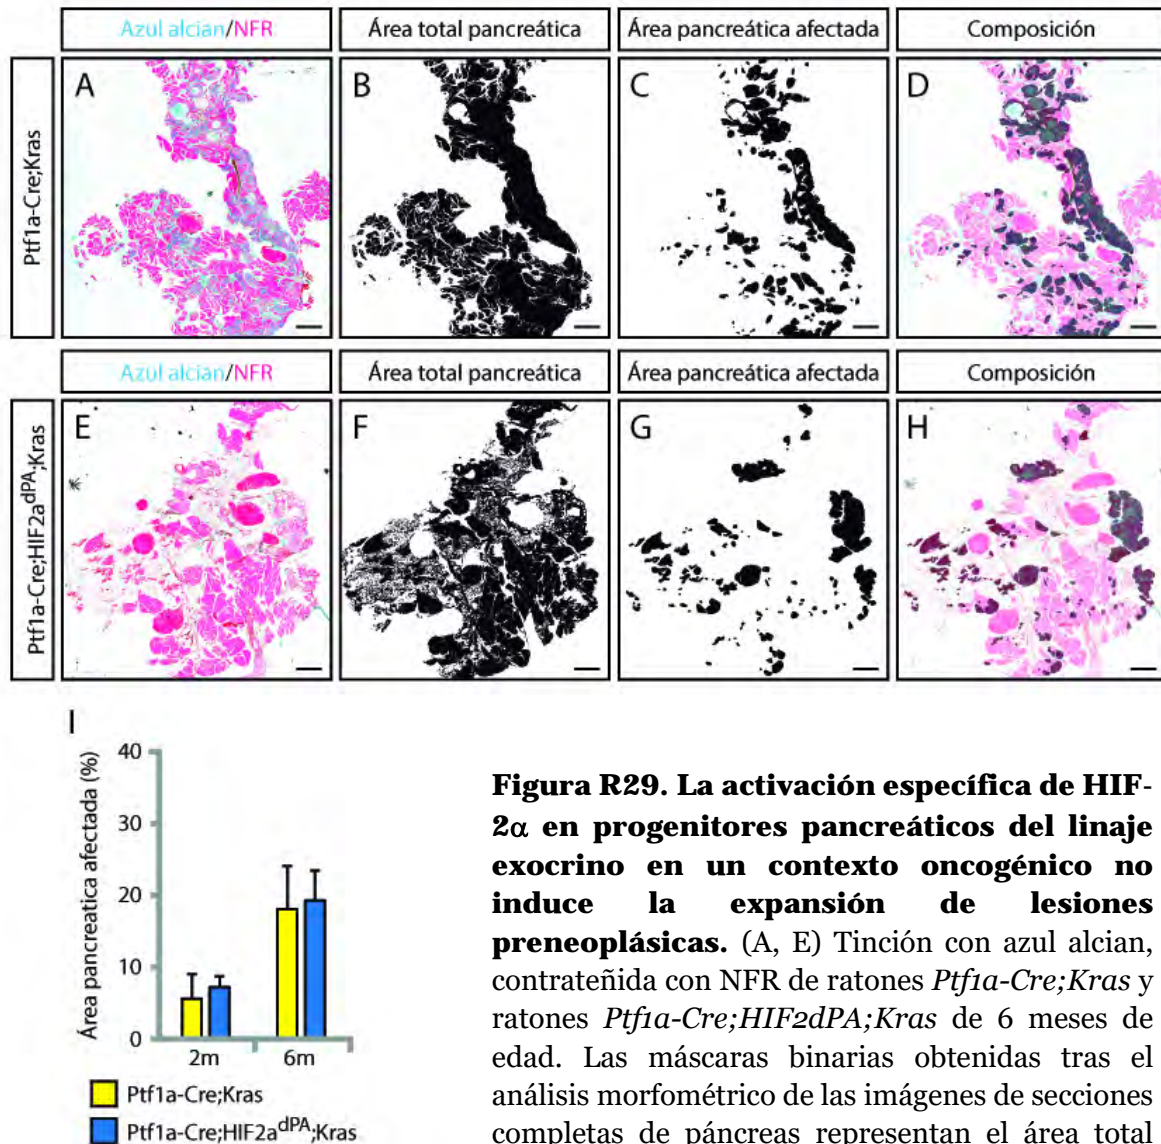 Azul alcian/NFR
Área total pancreática
Área pancreática afectada
Composición
Ptf1a-Cre;Kras
A
B
C
D
Azul alcian/NFR
Área total pancreática
Área pancreática afectada
Composición
Ptf1a-Cre;HIF2a^dPA;Kras
E
F
G
H
I
Área pancreatica afectada (%)
40
30
20
10
0
2m
6m
Ptf1a-Cre;Kras
Ptf1a-Cre;HIF2a^dPA;Kras
Figura R29. La activación específica de HIF-
2α en progenitores pancreáticos del linaje
exocrino en un contexto oncogénico no
induce la expansión de lesiones
preneoplásicas. (A, E) Tinción con azul alcian,
contrateñida con NFR de ratones Ptf1a-Cre;Kras y
ratones Ptf1a-Cre;HIF2dPA;Kras de 6 meses de
edad. Las máscaras binarias obtenidas tras el
análisis morfométrico de las imágenes de secciones
completas de páncreas representan el área total